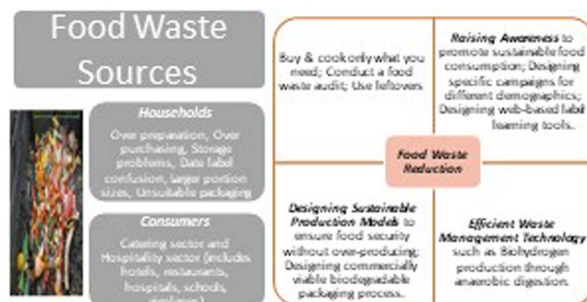 Food Waste
Sources
Households
Over preparation, Over
purchasing, Storage
problems, Date label
confusion, Larger portion
sizes, Unsuitable packaging
Consumers
Catering sector and
Hospitality sector (includes
hotels, restaurants,
hospitals, schools,
airplanes)
Buy & cook only what you
need; Conduct a food
waste audit; Use leftovers
Raising Awareness to
promote sustainable food
consumption; Designing
specific campaigns for
different demographics;
Designing web-based label
learning tools.
Food Waste
Reduction
Designing Sustainable
Production Models to
ensure food security
without over-producing;
Designing commercially
viable biodegradable
packaging process.
Efficient Waste
Management Technology
such as Biohydrogen
production through
anaerobic digestion.